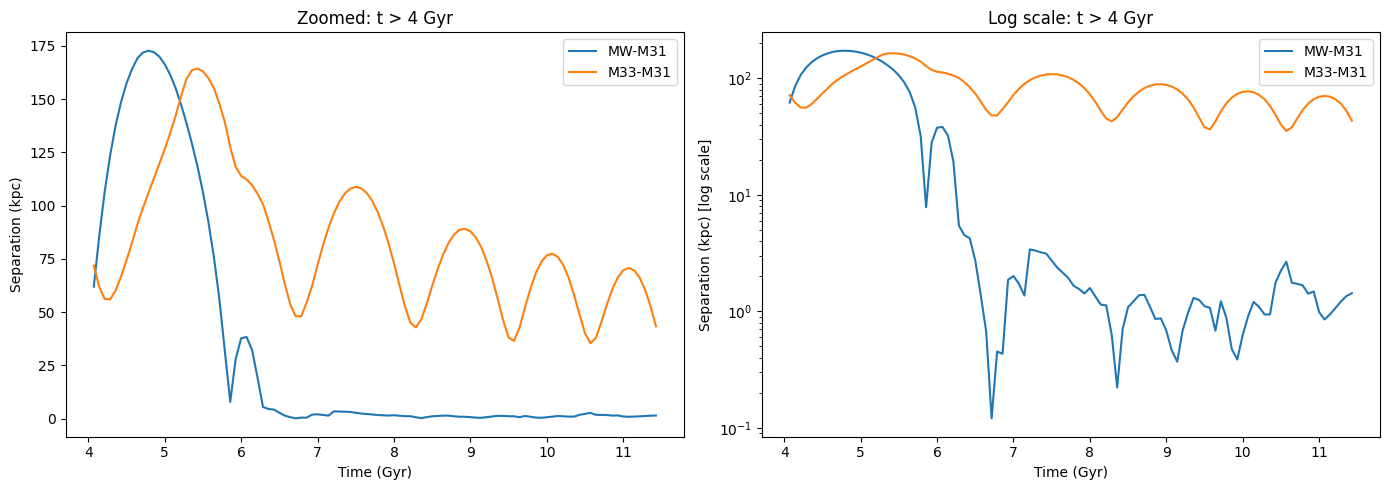 Zoomed: t > 4 Gyr
MW-M31
M33-M31
175
150
125
100
75
50
25
0
Separation (kpc)
4 5 6 7 8 9 10 11
Time (Gyr)
Log scale: t > 4 Gyr
MW-M31
M33-M31
10²
10¹
10⁰
10⁻¹
Separation (kpc) [log scale]
4 5 6 7 8 9 10 11
Time (Gyr)